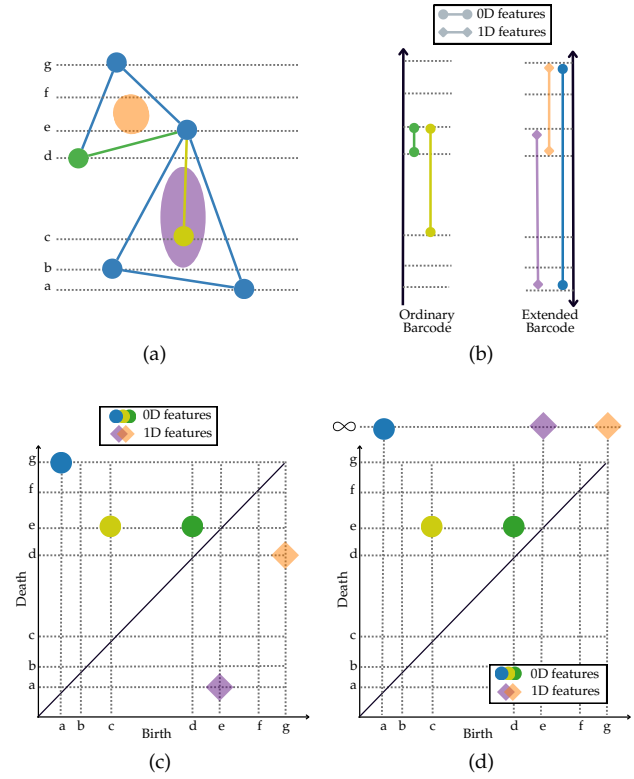 g
f
e
d
c
b
a
(a)
0D features
1D features
Ordinary
Barcode
Extended
Barcode
(b)
0D features
1D features
g
f
e
d
c
b
a
Death
a b c d e f g
Birth
(c)
∞
g
f
e
d
c
b
a
Death
0D features
1D features
a b c d e f g
Birth
(d)